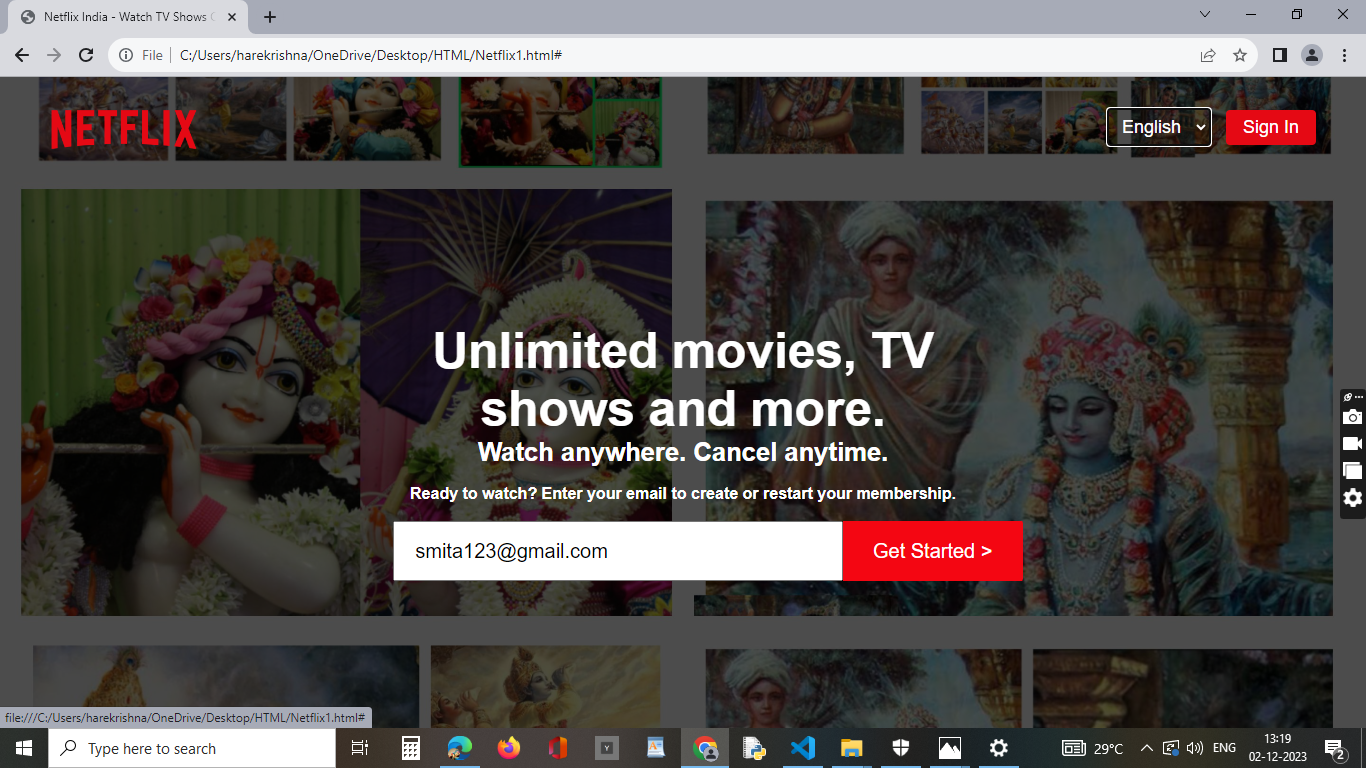 Netflix India - Watch TV Shows
File
C:/Users/harekrishna/OneDrive/Desktop/HTML/Netflix1.html#
NETFLIX
English
Sign In
Unlimited movies, TV
shows and more.
Watch anywhere. Cancel anytime.
Ready to watch? Enter your email to create or restart your membership.
smita123@gmail.com
Get Started >
file:///C:/Users/harekrishna/OneDrive/Desktop/HTML/Netflix1.html#
Type here to search
Y
29°C
ENG
13:19
02-12-2023
2